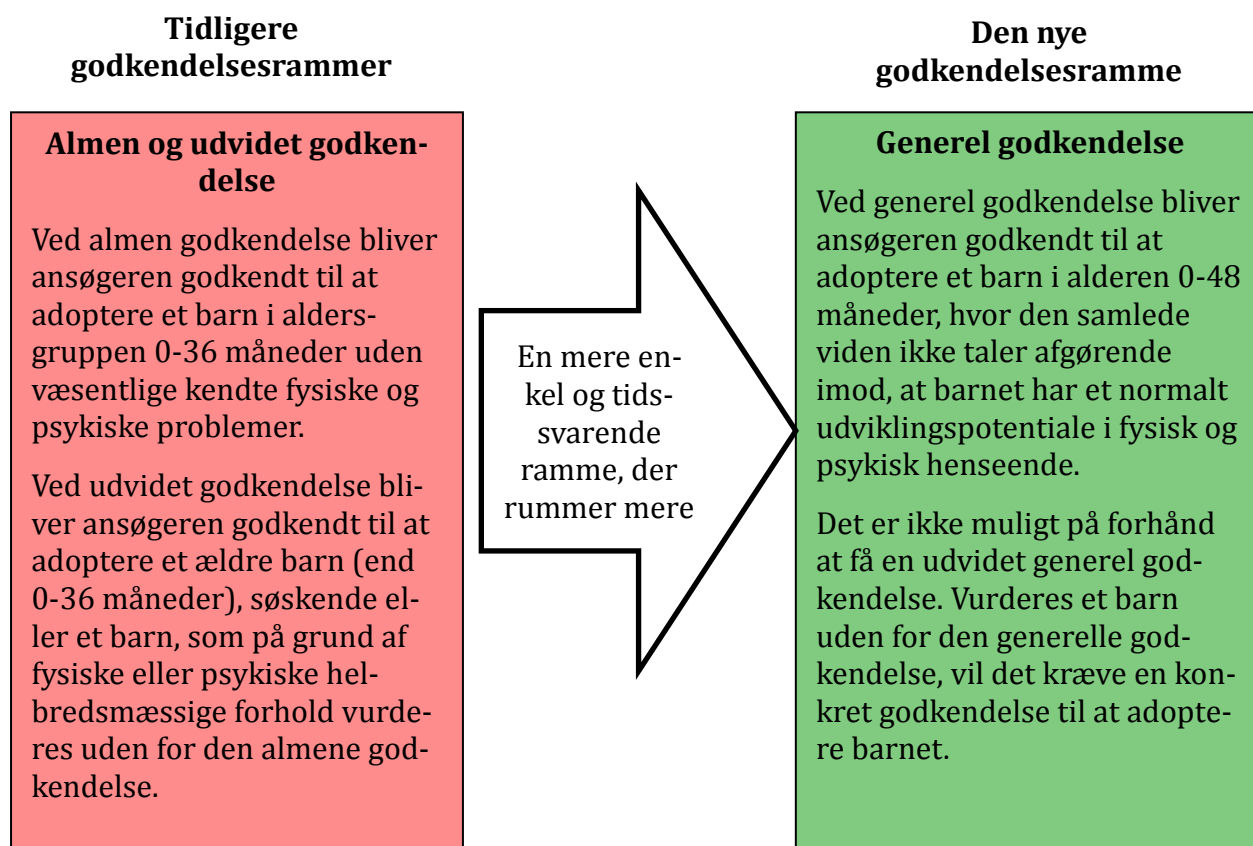 Tidligere
godkendelsesrammer
Den nye
godkendelsesramme
Almen og udvidet godken-
delse
Ved almen godkendelse bliver
ansøgeren godkendt til at
adoptere et barn i alders-
gruppen 0-36 måneder uden
væsentlige kendte fysiske og
psykiske problemer.
Ved udvidet godkendelse bli-
ver ansøgeren godkendt til at
adoptere et ældre barn (end
0-36 måneder), søskende el-
ler et barn, som på grund af
fysiske eller psykiske hel-
bredsmæssige forhold vurde-
res uden for den almene god-
kendelse.
En mere en-
kel og tids-
svarende
ramme, der
rummer mere
Generel godkendelse
Ved generel godkendelse bliver
ansøgeren godkendt til at
adoptere et barn i alderen 0-48
måneder, hvor den samlede
viden ikke taler afgørende
imod, at barnet har et normalt
udviklingspotentiale i fysisk og
psykisk henseende.
Det er ikke muligt på forhånd
at få en udvidet generel god-
kendelse. Vurderes et barn
uden for den generelle god-
kendelse, vil det kræve en kon-
kret godkendelse til at adopte-
re barnet.